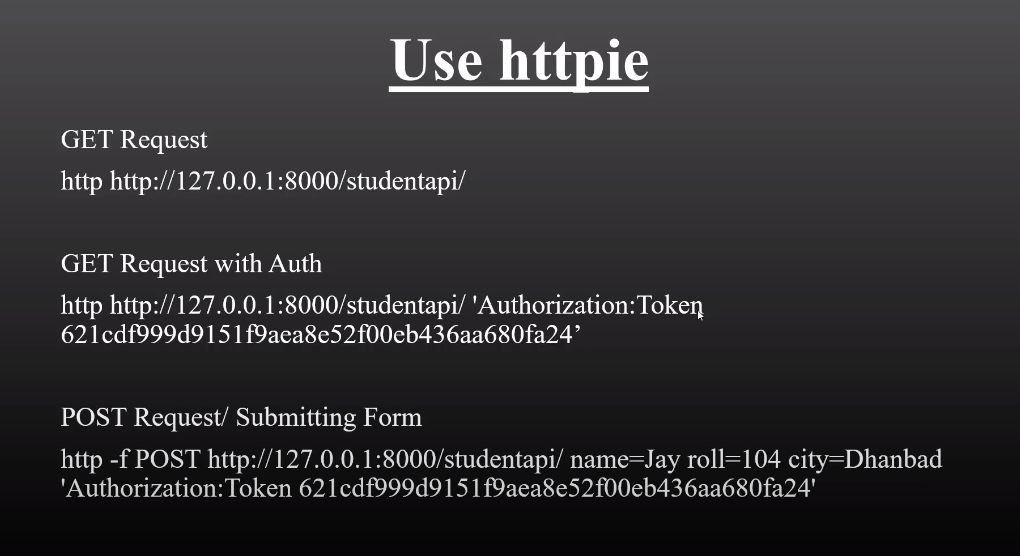 Use httpie
GET Request
http http://127.0.0.1:8000/studentapi/
GET Request with Auth
http http://127.0.0.1:8000/studentapi/ 'Authorization:Token
621cdf999d9151f9aea8e52f00eb436aa680fa24’
POST Request/ Submitting Form
http -f POST http://127.0.0.1:8000/studentapi/ name=Jay roll=104 city=Dhanbad
'Authorization:Token 621cdf999d9151f9aea8e52f00eb436aa680fa24'